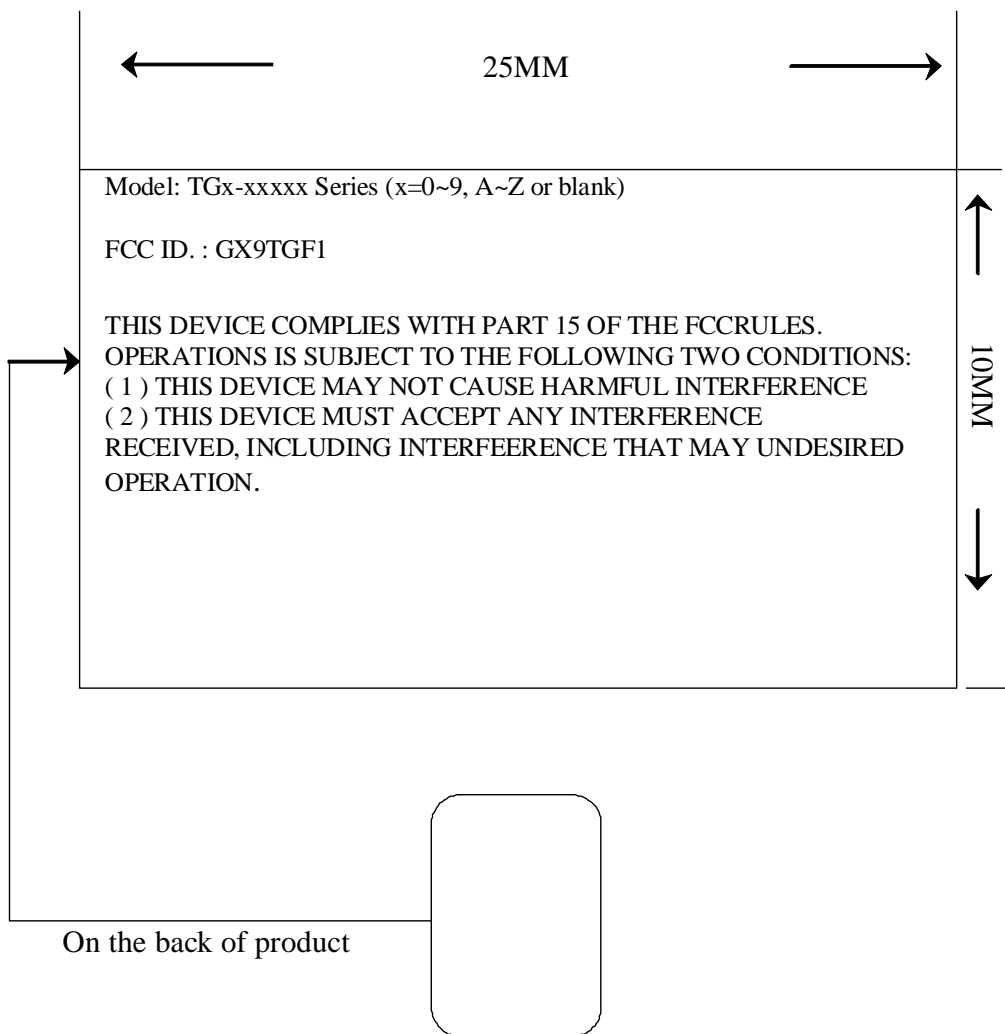 25MM
Model: TGx-xxxxx Series (x=0~9, A~Z or blank)
FCC ID. : GX9TGF1
THIS DEVICE COMPLIES WITH PART 15 OF THE FCCRULES.
OPERATIONS IS SUBJECT TO THE FOLLOWING TWO CONDITIONS:
( 1 ) THIS DEVICE MAY NOT CAUSE HARMFUL INTERFERENCE
( 2 ) THIS DEVICE MUST ACCEPT ANY INTERFERENCE
RECEIVED, INCLUDING INTERFEERENCE THAT MAY UNDESIRED
OPERATION.
10MM
On the back of product